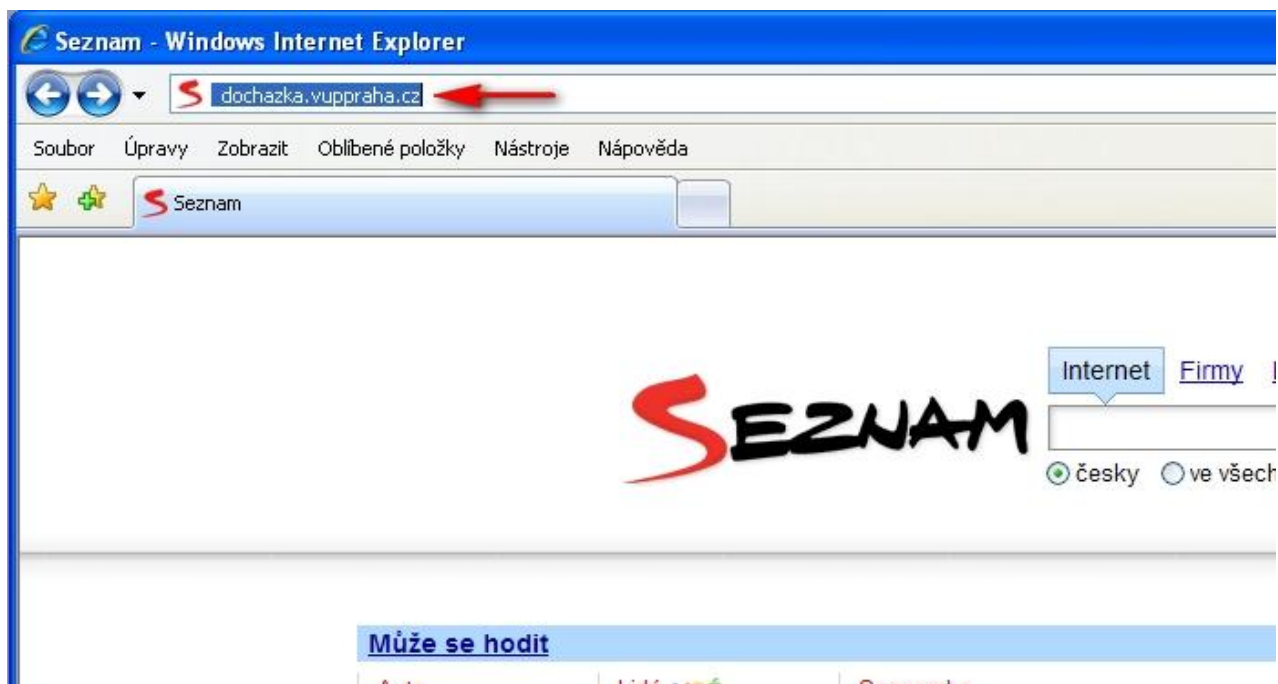 Seznam - Windows Internet Explorer
dochazka.vuppraha.cz
Soubor Úpravy Zobrazit Oblíbené položky Nástroje Nápověda
Seznam
Internet Firmy
SEZNAM
česky ve všech
Může se hodit